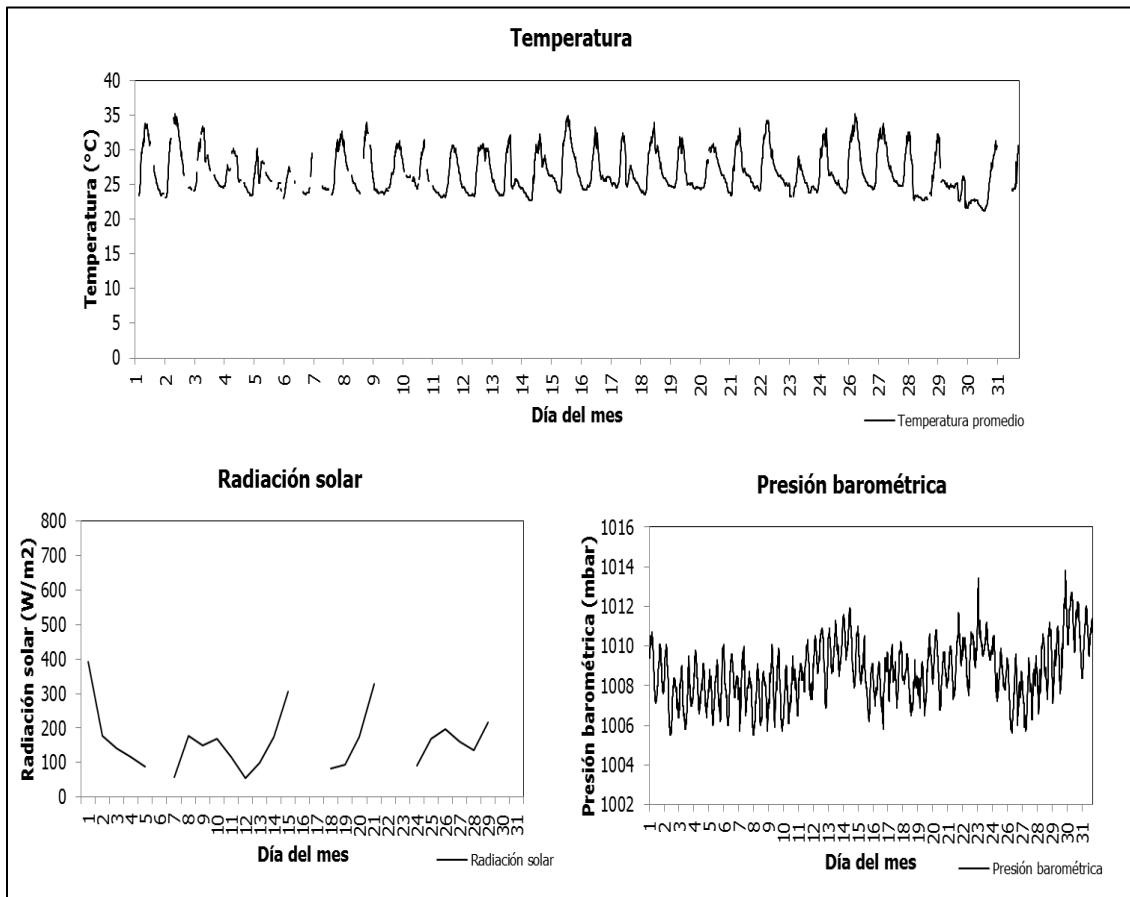 Temperatura
Temperatura (°C)
40
35
30
25
20
15
10
5
0
1 2 3 4 5 6 7 8 9 10 11 12 13 14 15 16 17 18 19 20 21 22 23 24 25 26 27 28 29 30 31
Día del mes
Temperatura promedio
Radiación solar
Radiación solar (W/m2)
800
700
600
500
400
300
200
100
0
1 2 3 4 5 6 7 8 9 10 11 12 13 14 15 16 17 18 19 20 21 22 23 24 25 26 27 28 29 30 31
Día del mes
Radiación solar
Presión barométrica
Presión barométrica (mbar)
1016
1014
1012
1010
1008
1006
1004
1002
1 2 3 4 5 6 7 8 9 10 11 12 13 14 15 16 17 18 19 20 21 22 23 24 25 26 27 28 29 30 31
Día del mes
Presión barométrica